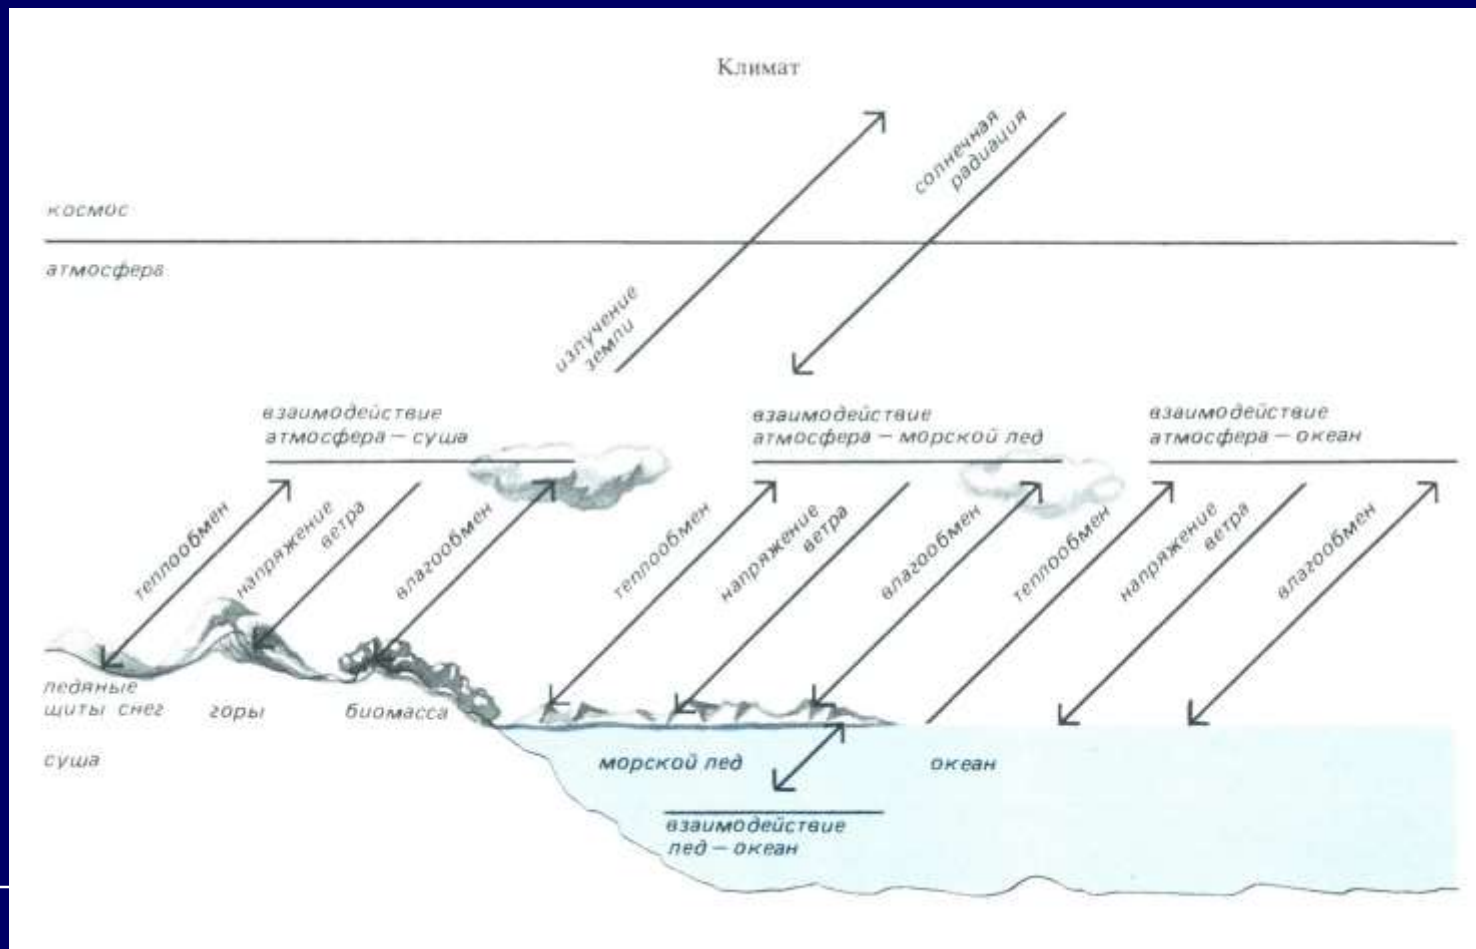 Климат
солнечная
радиация
космос
атмосфера
излучение
земли
взаимодействие
атмосфера — суша
взаимодействие
атмосфера — морской лед
взаимодействие
атмосфера — океан
теплообмен
напряжение
ветра
влагообмен
теплообмен
напряжение
ветра
влагообмен
теплообмен
напряжение
ветра
влагообмен
ледяные
щиты снег
горы
биомасса
суша
морской лед
океан
взаимодействие
лед — океан